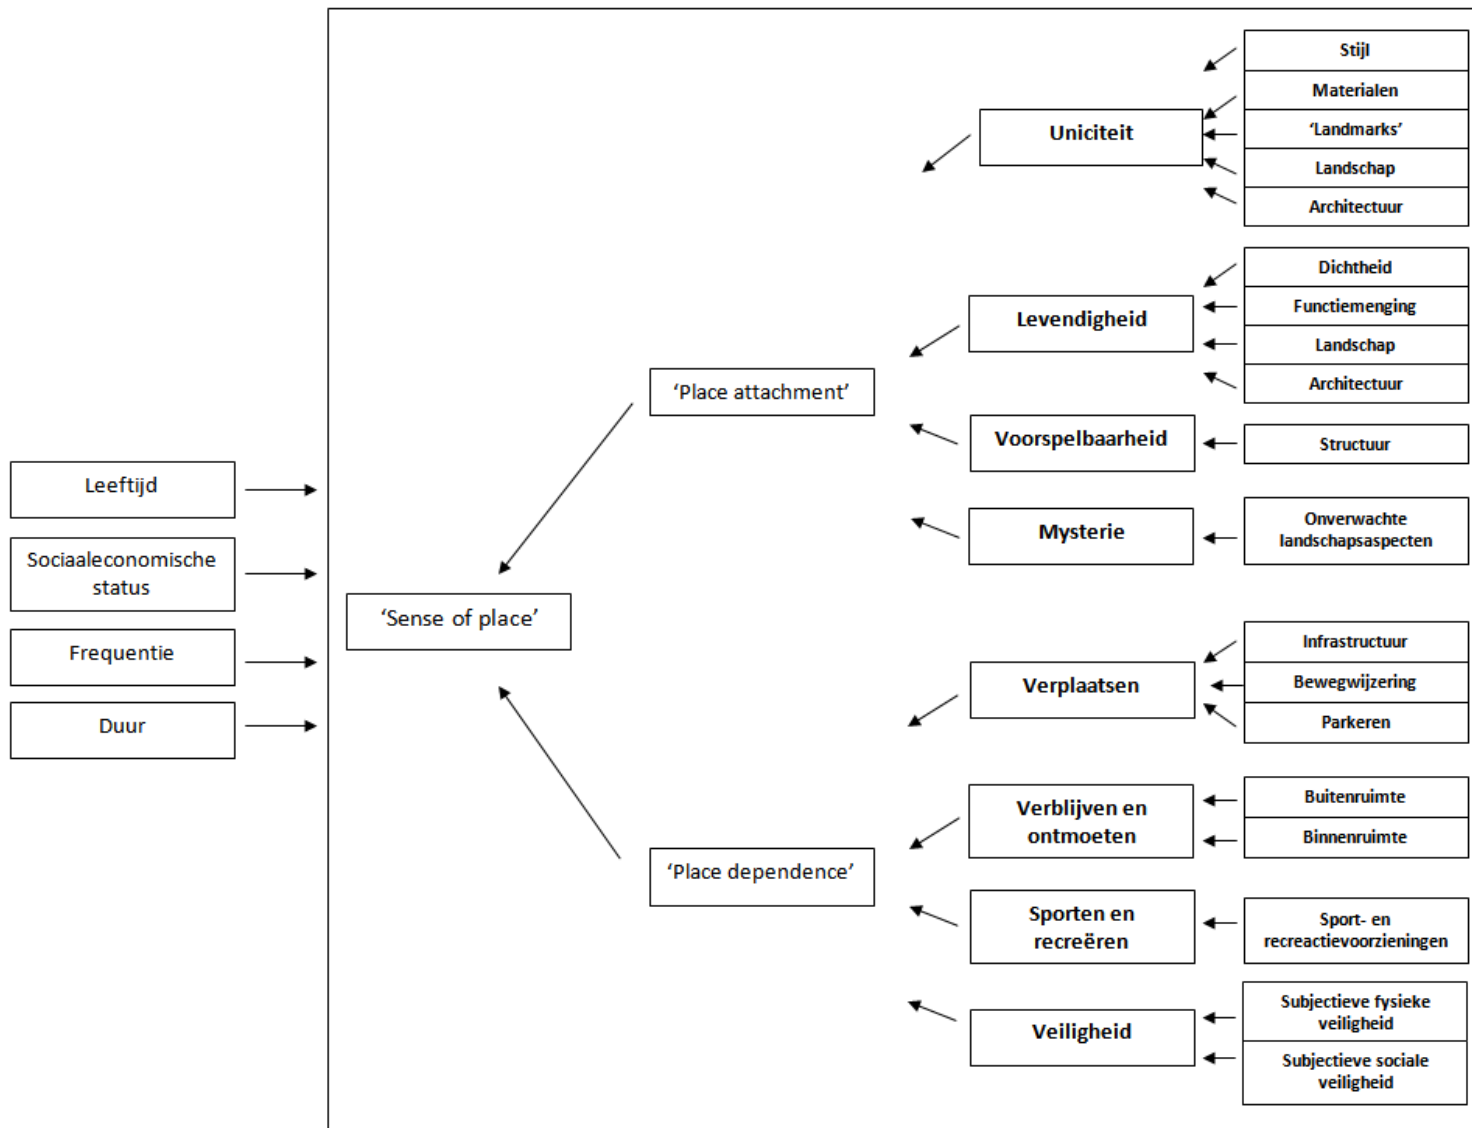 Leeftijd
Sociaaleconomische
status
Frequentie
Duur
‘Sense of place’
‘Place attachment’
‘Place dependence’
Uniciteit
Levendigheid
Voorspelbaarheid
Mysterie
Verplaatsen
Verblijven en
ontmoeten
Sporten en
recreëren
Veiligheid
Stijl
Materialen
‘Landmarks’
Landschap
Architectuur
Dichtheid
Functiemenging
Landschap
Architectuur
Structuur
Onverwachte
landschapsaspecten
Infrastructuur
Bewegwijzering
Parkeren
Buitenruimte
Binnenruimte
Sport- en
recreactievoorzieningen
Subjectieve fysieke
veiligheid
Subjectieve sociale
veiligheid